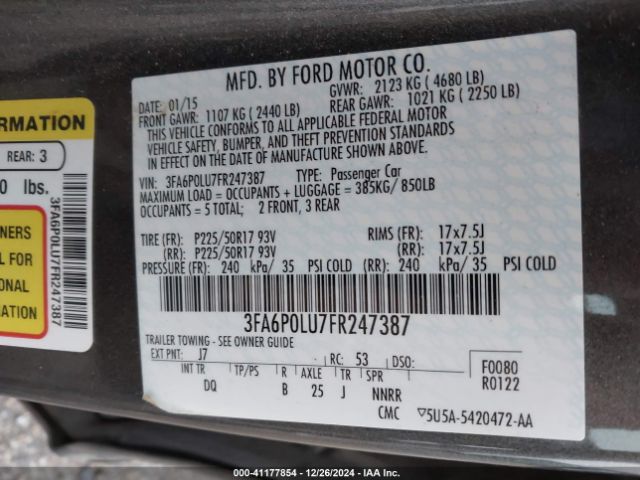 MFD. BY FORD MOTOR CO.
DATE: 01/15 GVWR: 2123 KG ( 4680 LB)
FRONT GAWR: 1107 KG ( 2440 LB) REAR GAWR: 1021 KG ( 2250 LB)
THIS VEHICLE CONFORMS TO ALL APPLICABLE FEDERAL MOTOR
VEHICLE SAFETY, BUMPER, AND THEFT PREVENTION STANDARDS
IN EFFECT ON THE DATE OF MANUFACTURE SHOWN ABOVE.
VIN: 3FA6P0LU7FR247387 TYPE: Passenger Car
MAXIMUM LOAD = OCCUPANTS + LUGGAGE = 385KG/ 850LB
OCCUPANTS = 5 TOTAL; 2 FRONT, 3 REAR
TIRE (FR): P225/50R17 93V RIMS (FR): 17x7.5J
(RR): P225/50R17 93V (RR): 17x7.5J
PRESSURE (FR): 240 kPa/ 35 PSI COLD (RR): 240 kPa/ 35 PSI COLD
3FA6P0LU7FR247387
TRAILER TOWING - SEE OWNER GUIDE
EXT PNT: J7 RC: 53 DSO:
INT TR TP/PS R AXLE TR SPR
DQ B 25 J NNRR
CMC 5U5A-5420472-AA
F0080
R0122
ORMATION
REAR: 3
0 lbs.
NERS
L FOR
ONAL
ATION
3FA6P0LU7FR247387
000-41177854 | 12/26/2024 - IAA Inc.